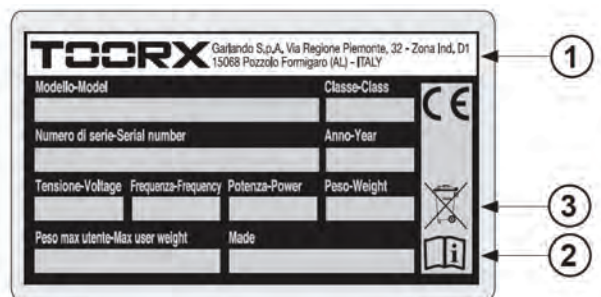 TOORX Garlando S.p.A, Via Regione Piemonte, 32 - Zona Ind. D1
15068 Pozzolo Formigaro (AL) - ITALY
1
Modello-Model Classe-Class
CE
Numero di serie-Serial number Anno-Year
Tensione-Voltage Frequenza-Frequency Potenza-Power Peso-Weight
3
Peso max utente-Max user weight Made
i
2